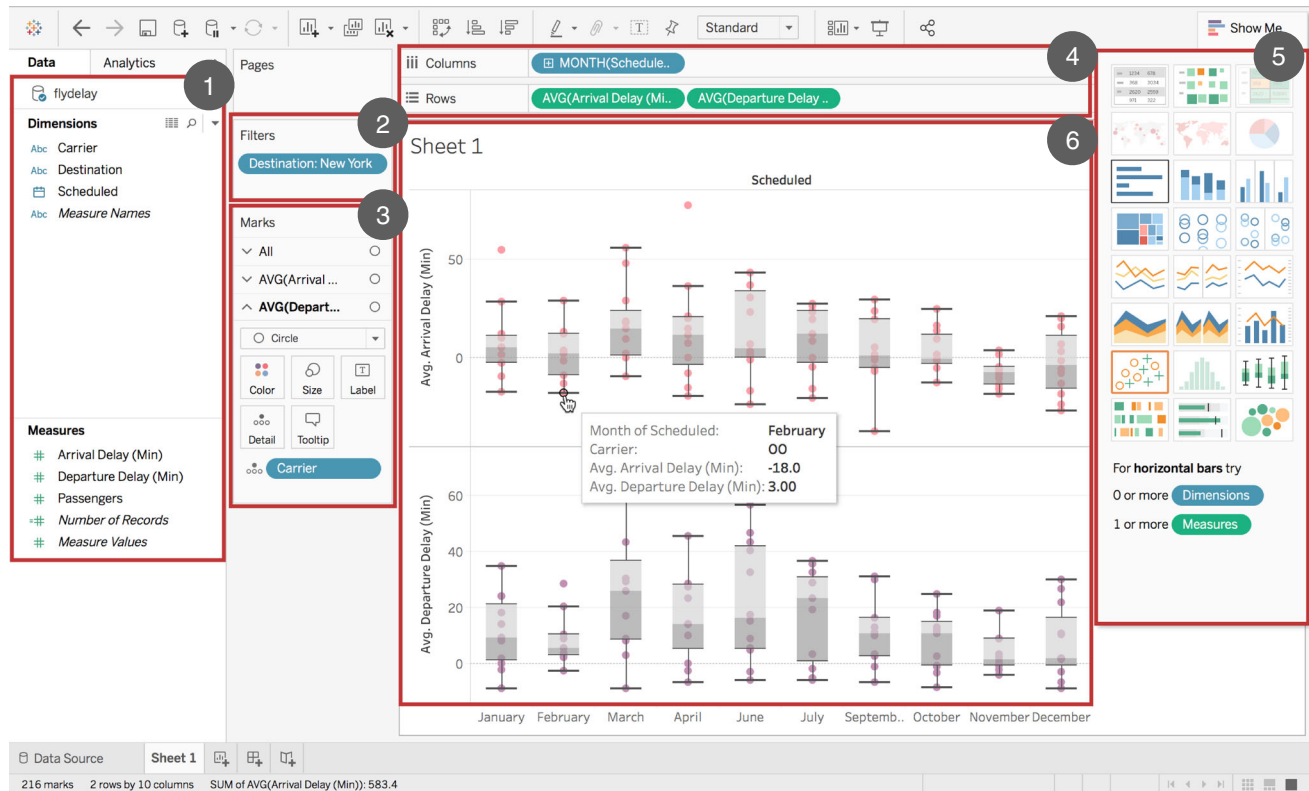 Standard
Show Me
Data Analytics
1
flydelay
Dimensions
Abc Carrier
Abc Destination
Scheduled
Abc Measure Names
Measures
# Arrival Delay (Min)
# Departure Delay (Min)
# Passengers
=# Number of Records
# Measure Values
Pages
2
Filters
Destination: New York
3
Marks
All
AVG(Arrival ...
AVG(Depart...
Circle
Color Size Label
Detail Tooltip
Carrier
4
iii Columns MONTH(Schedule..
Rows AVG(Arrival Delay (Mi.. AVG(Departure Delay ..
6
Sheet 1
Scheduled
Avg. Arrival Delay (Min)
50
0
Month of Scheduled: February
Carrier: OO
Avg. Arrival Delay (Min): -18.0
Avg. Departure Delay (Min): 3.00
Avg. Departure Delay (Min)
60
40
20
0
January February March April June July Septemb.. October November December
5
For horizontal bars try
0 or more Dimensions
1 or more Measures
Data Source Sheet 1
216 marks 2 rows by 10 columns SUM of AVG(Arrival Delay (Min)): 583.4